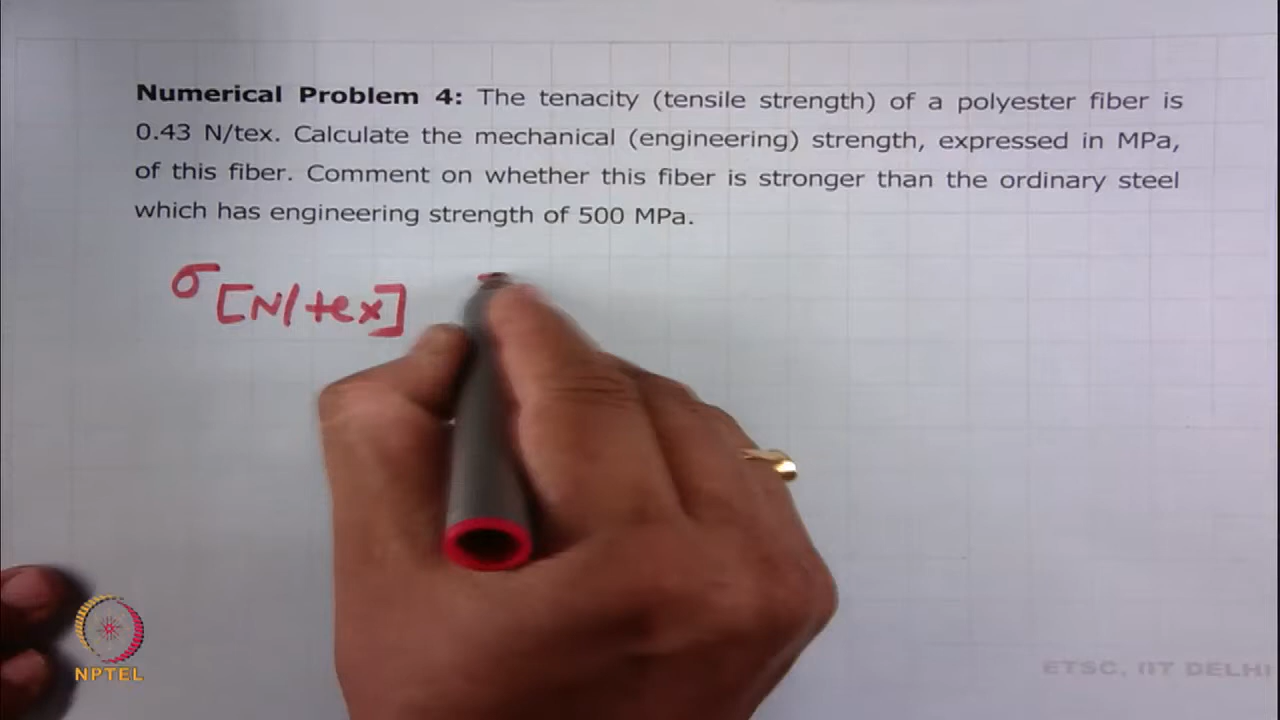 Numerical Problem 4: The tenacity (tensile strength) of a polyester fiber is
0.43 N/tex. Calculate the mechanical (engineering) strength, expressed in MPa,
of this fiber. Comment on whether this fiber is stronger than the ordinary steel
which has engineering strength of 500 MPa.
σ [N/tex]
NPTEL
ETSC, IIT DELHI